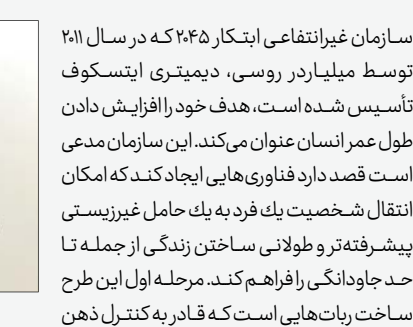 سازمان غیرانتفاعی ابتکار ۲۰۴۵ که در سال ۲۰۱۱
توسط میلیاردر روسی، دیمیتری ایتسکوف
تأسیس شده است، هدف خود را افزایش دادن
طول عمر انسان عنوان می‌کند. این سازمان مدعی
است قصد دارد فناوری‌هایی ایجاد کند که امکان
انتقال شخصیت یك فرد به یك حامل غیرزیستی
پیشرفته‌تر و طولانی ساختن زندگی از جمله تا
حد جاودانگی را فراهم کند. مرحله اول این طرح
ساخت ربات‌هایی است که قادر به کنترل ذهن